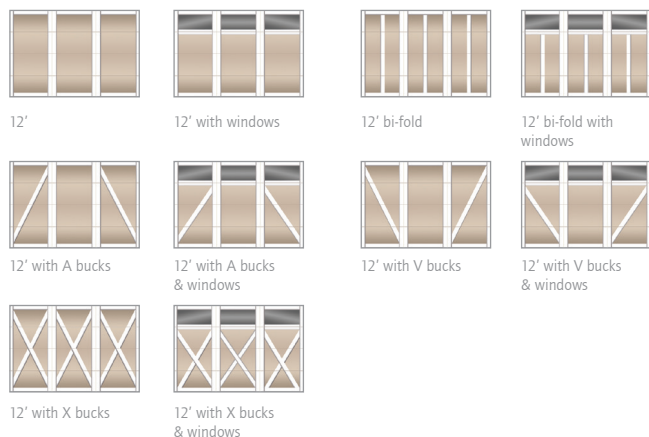 12’
12’ with windows
12’ bi-fold
12’ bi-fold with
windows
12’ with A bucks
12’ with A bucks
& windows
12’ with V bucks
12’ with V bucks
& windows
12’ with X bucks
12’ with X bucks
& windows